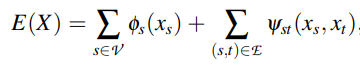 E(X) = ∑_{s∈𝒱} ϕ_s(x_s) + ∑_{(s,t)∈ℰ} ψ_{st}(x_s, x_t),